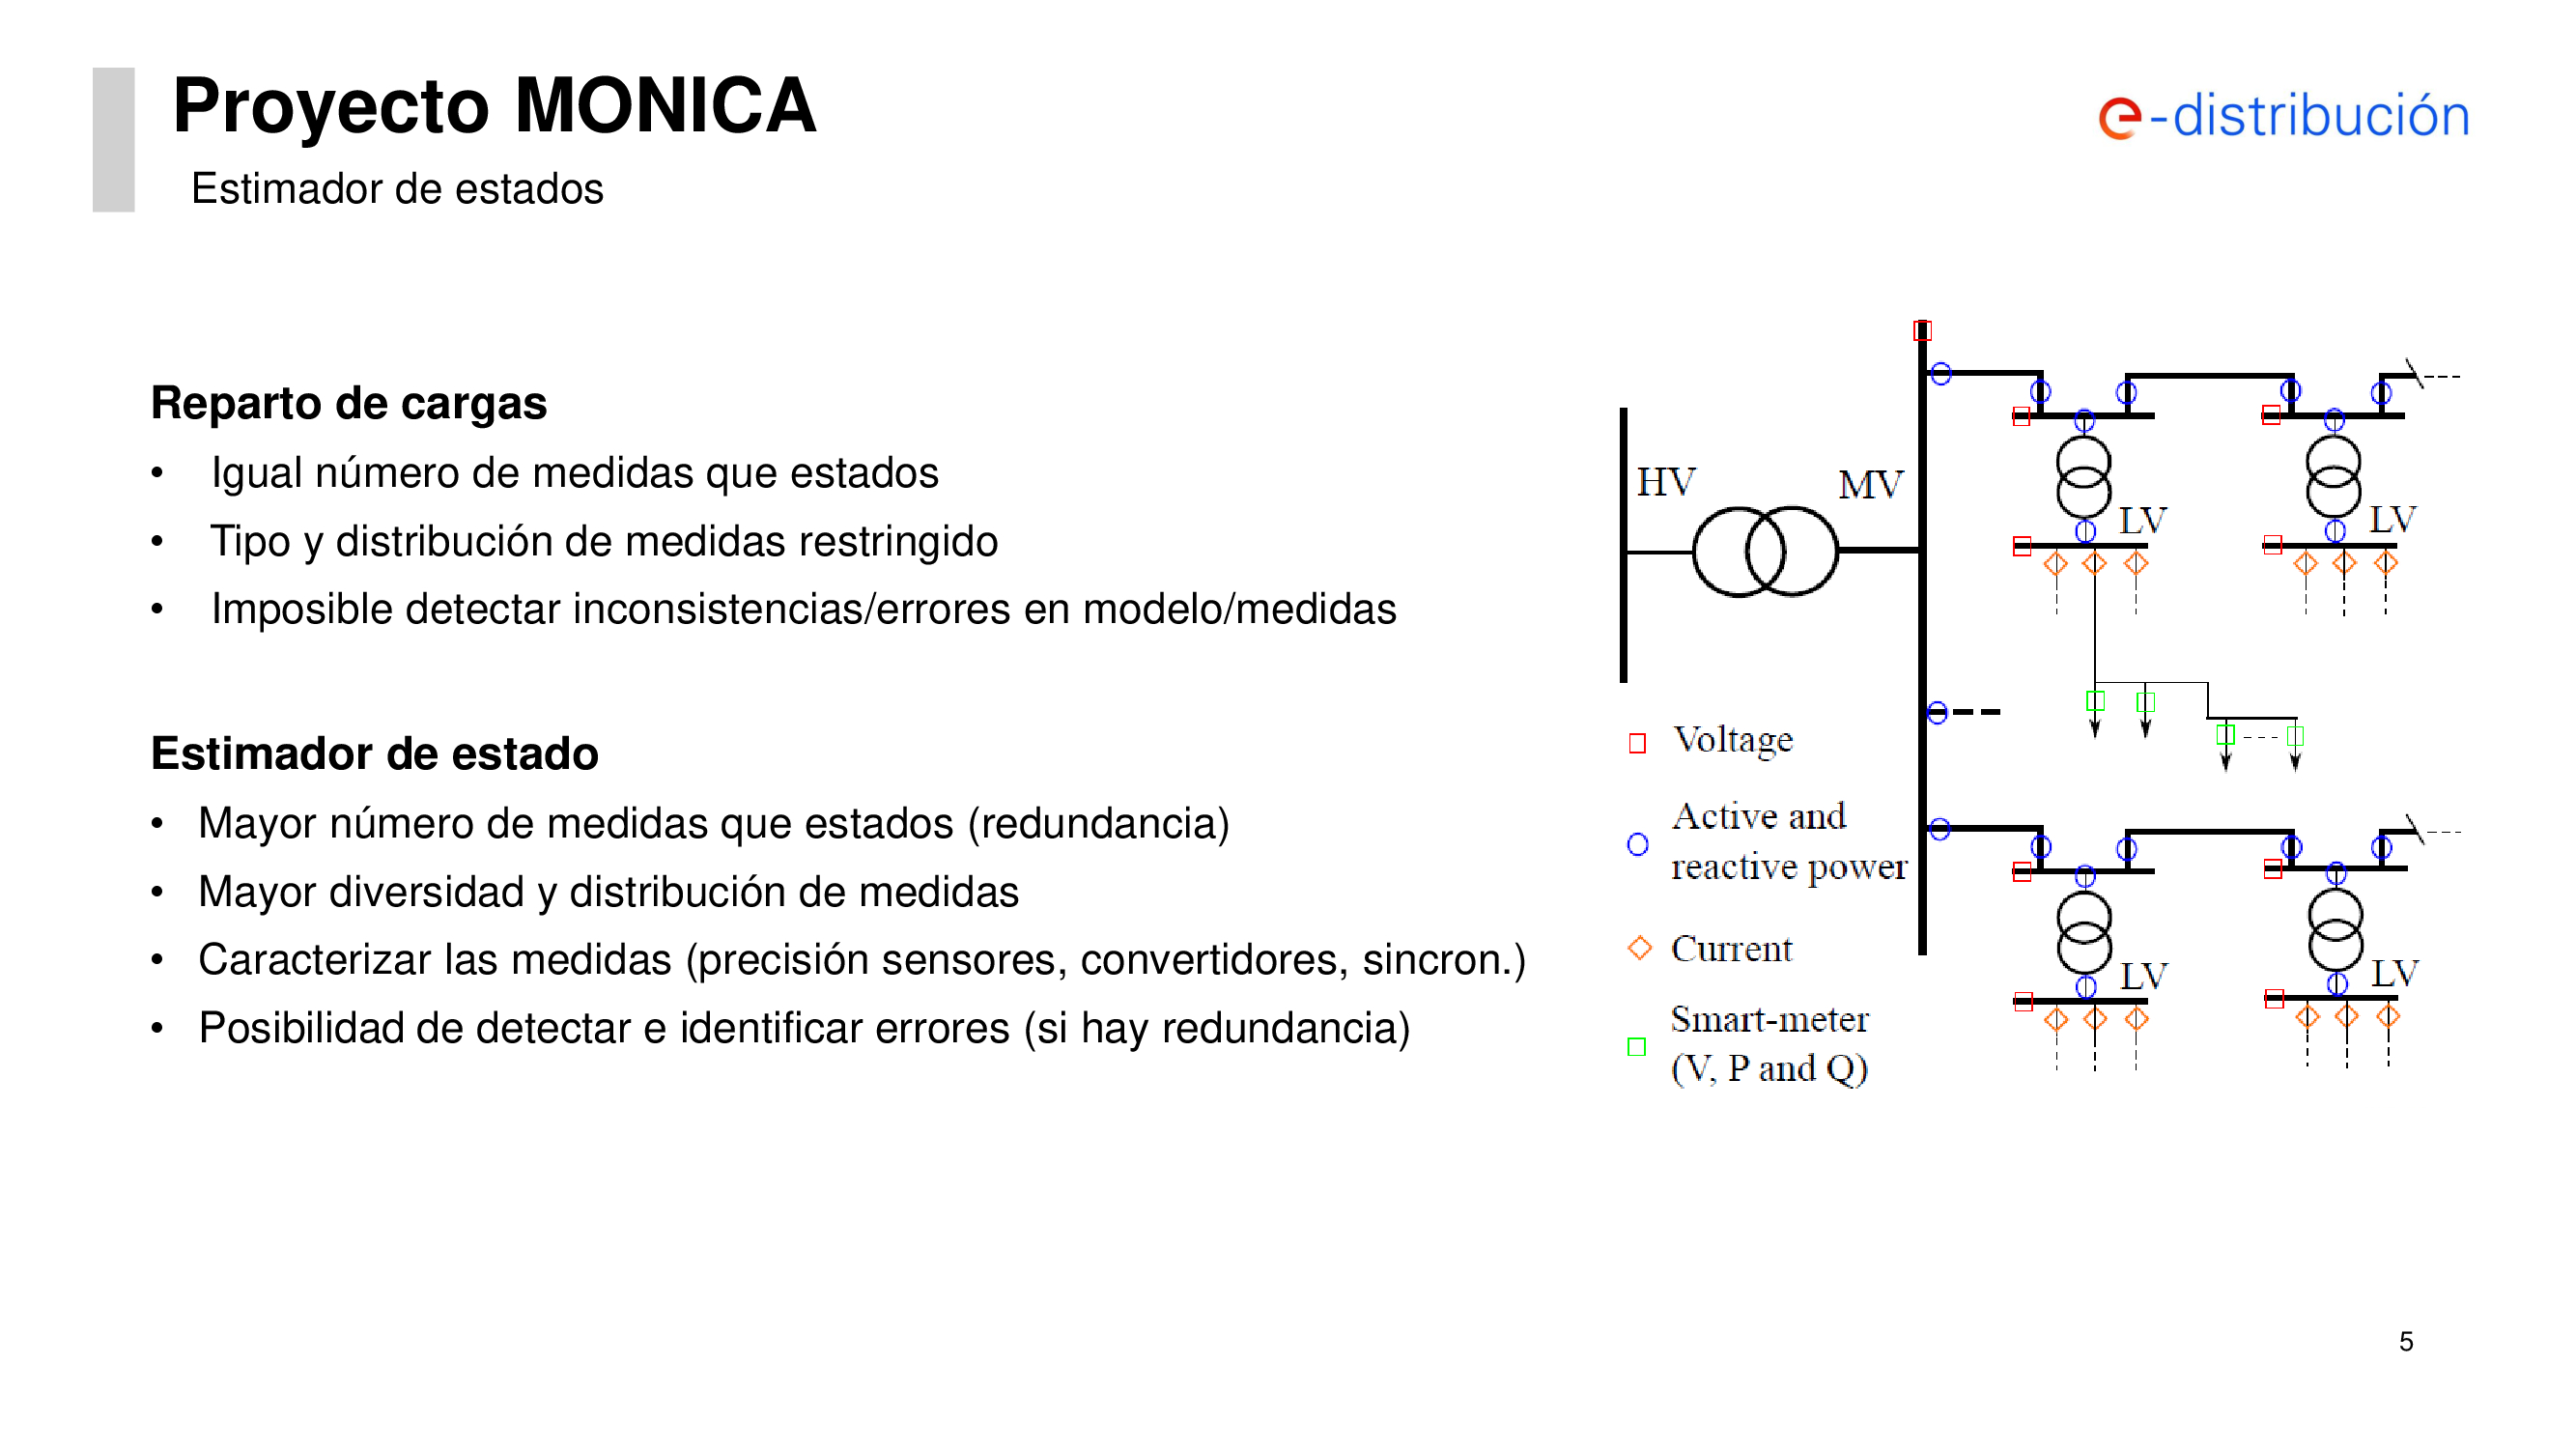 Proyecto MONICA
e-distribución
Estimador de estados
Reparto de cargas
• Igual número de medidas que estados
• Tipo y distribución de medidas restringido
• Imposible detectar inconsistencias/errores en modelo/medidas
Estimador de estado
• Mayor número de medidas que estados (redundancia)
• Mayor diversidad y distribución de medidas
• Caracterizar las medidas (precisión sensores, convertidores, sincron.)
• Posibilidad de detectar e identificar errores (si hay redundancia)
HV
MV
LV
LV
LV
LV
Voltage
Active and
reactive power
Current
Smart-meter
(V, P and Q)
5